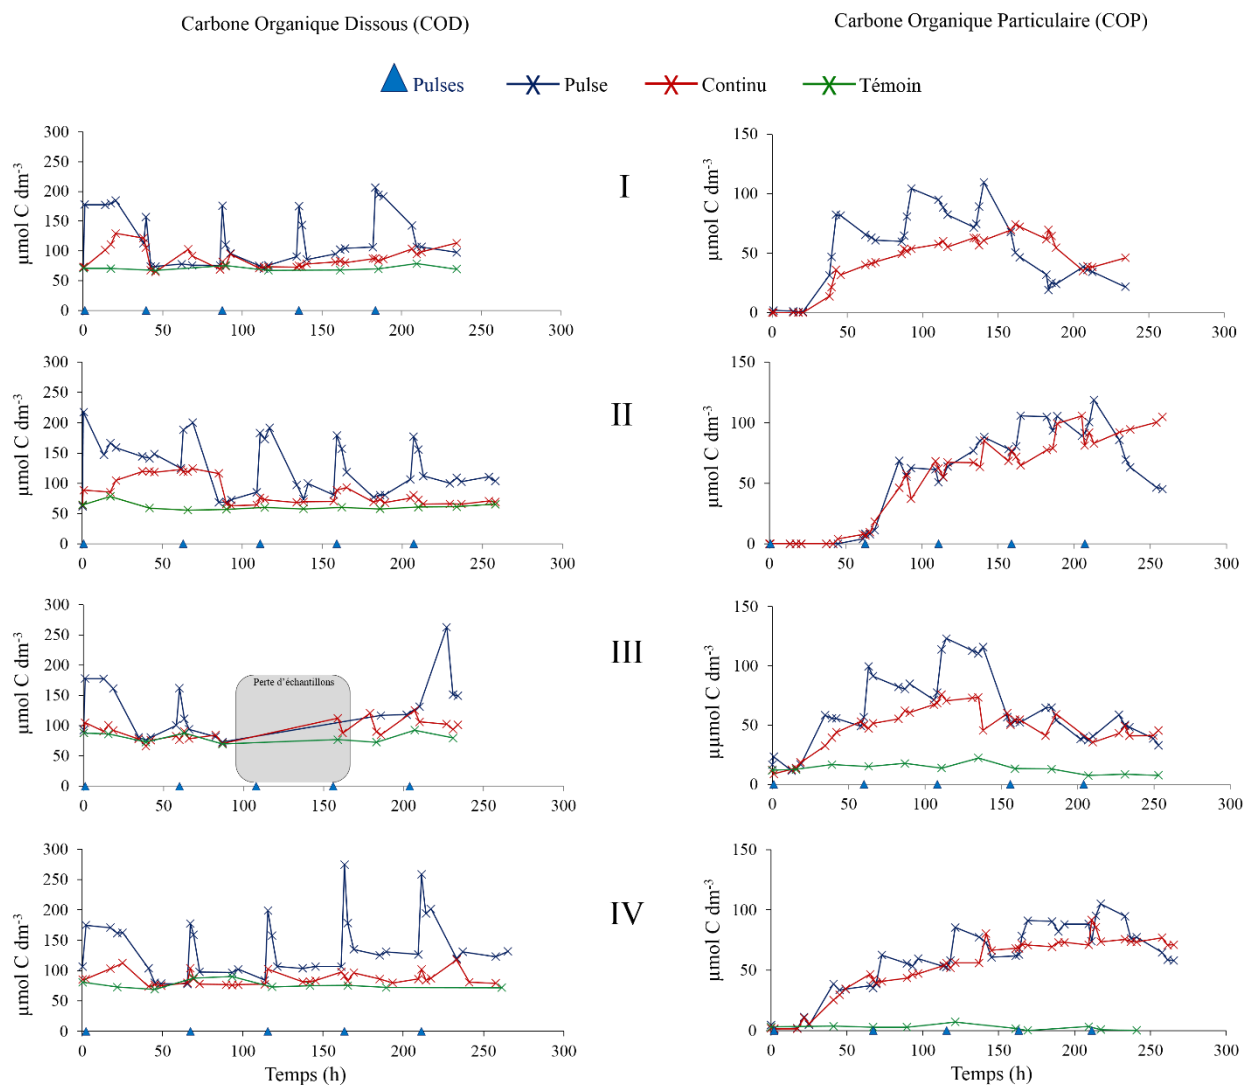 Carbone Organique Dissous (COD)
Carbone Organique Particulaire (COP)
Pulses
Pulse
Continu
Témoin
I
µmol C dm-3
300
250
200
150
100
50
0
0 50 100 150 200 250 300
µmol C dm-3
150
100
50
0
0 50 100 150 200 250 300
II
µmol C dm-3
300
250
200
150
100
50
0
0 50 100 150 200 250 300
µmol C dm-3
150
100
50
0
0 50 100 150 200 250 300
III
µmol C dm-3
300
250
200
150
100
50
0
Perte d'échantillons
0 50 100 150 200 250 300
µµmol C dm-3
150
100
50
0
0 50 100 150 200 250 300
IV
µmol C dm-3
300
250
200
150
100
50
0
0 50 100 150 200 250 300
Temps (h)
µmol C dm-3
150
100
50
0
0 50 100 150 200 250 300
Temps (h)